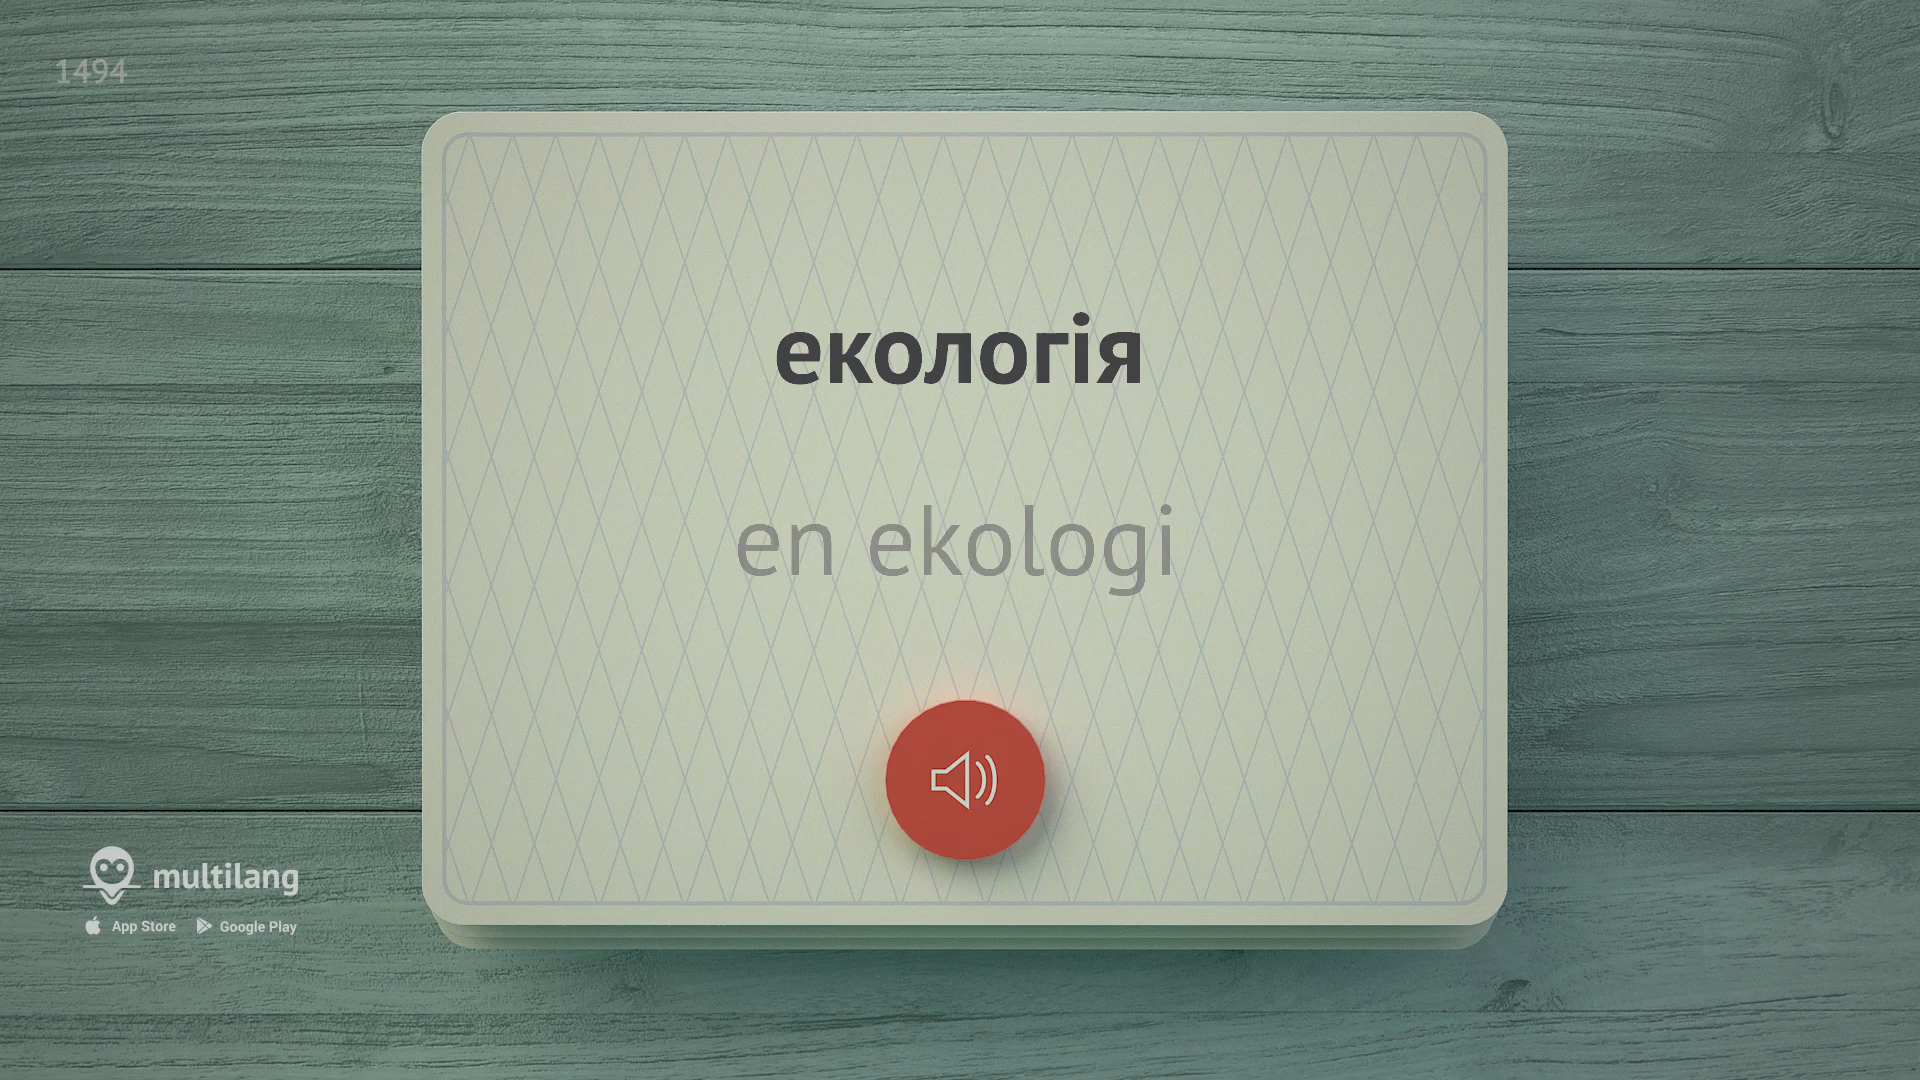 1494
екологія
en ekologi
multilang
App Store Google Play